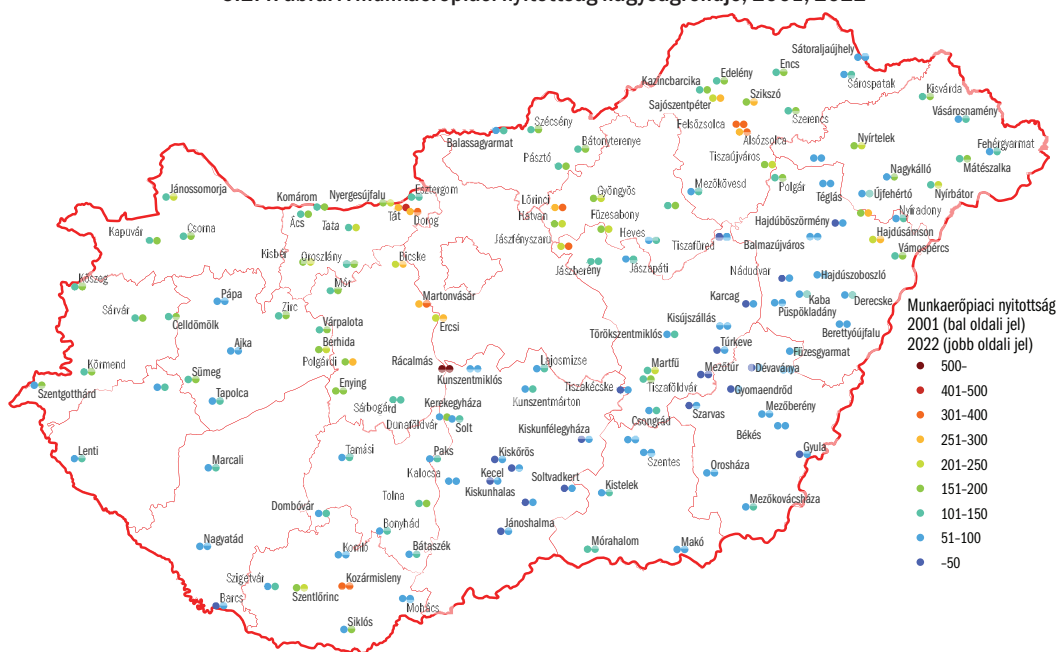 ábra: A munkaerőpiaci nyitottság nagyságrendje, 2001, 2022
Sátoraljaújhely
Encs
Edelény
Kazincbarcika
Sárospatak
Kisvárda
Sajószentpéter
Szikszó
Szerencs
Vásárosnamény
Szécsény
Felsőzsolca
Alsózsolca
Balassagyarmat
Bátonyterenye
Nyírtelek
Fehérgyarmat
Pásztó
Tiszaújváros
Mátészalka
Nagykálló
Polgár
Téglás
Jánossomorja
Komárom
Nyergesújfalu
Esztergom
Lőrinci
Gyöngyös
Mezőkövesd
Újfehértó
Nyírbátor
Ács
Tata
Tát
Dorog
Hatvan
Füzesabony
Nyíradony
Kapuvár
Csorna
Heves
Tiszafüred
Hajdúböszörmény
Hajdúsámson
Kisbér
Oroszlány
Bicske
Jászfényszaru
Balmazújváros
Vámospércs
Jászberény
Jászapáti
Nádudvar
Hajdúszoboszló
Kőszeg
Mór
Pápa
Zirc
Martonvásár
Karcag
Kaba
Derecske
Püspökladány
Munkaerőpiaci nyitottság
2001 (bal oldali jel)
2022 (jobb oldali jel)
500–
401–500
301–400
251–300
201–250
151–200
101–150
51–100
–50
Sárvár
Celldömölk
Várpalota
Ercsi
Törökszentmiklós
Kisújszállás
Berettyóújfalu
Ajka
Berhida
Túrkeve
Füzesgyarmat
Körmend
Polgárdi
Rácalmás
Lajosmizse
Martfű
Mezőtúr
Dévaványa
Sümeg
Kunszentmiklós
Tiszakécske
Tiszaföldvár
Szentgotthárd
Tapolca
Enying
Kunszentmárton
Gyomaendrőd
Sárbogárd
Kerekegyháza
Szarvas
Mezőberény
Dunaföldvár
Solt
Csongrád
Kiskunfélegyháza
Békés
Lenti
Marcali
Tamási
Paks
Kiskőrös
Szentes
Gyula
Kalocsa
Kecel
Soltvadkert
Orosháza
Kiskunhalas
Kistelek
Tolna
Dombóvár
Mezőkovácsháza
Bonyhád
Jánoshalma
Nagyatád
Komló
Bátaszék
Mórahalom
Makó
Szigetvár
Kozármisleny
Szentlőrinc
Barcs
Mohács
Siklós